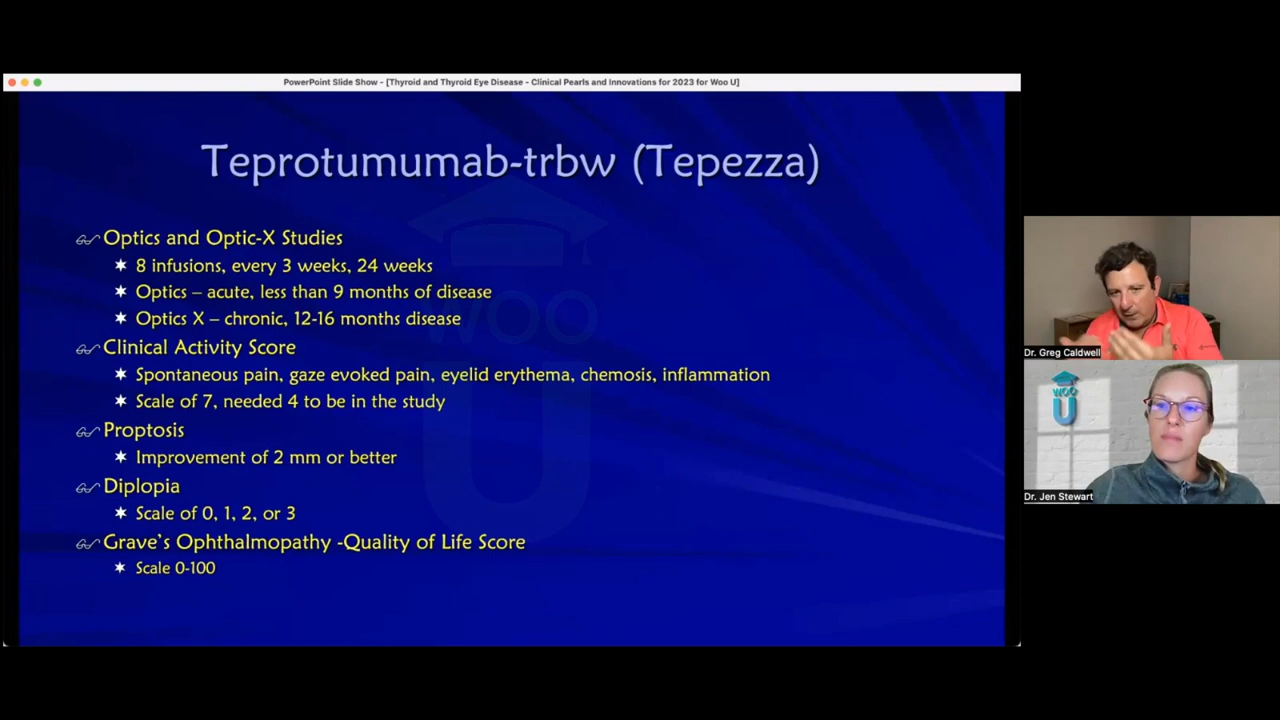 PowerPoint Slide Show - [Thyroid and Thyroid Eye Disease - Clinical Pearls and Innovations for 2023 for Woo U]
Teprotumumab-trbw (Tepezza)
Optics and Optic-X Studies
8 infusions, every 3 weeks, 24 weeks
Optics – acute, less than 9 months of disease
Optics X – chronic, 12-16 months disease
Clinical Activity Score
Spontaneous pain, gaze evoked pain, eyelid erythema, chemosis, inflammation
Scale of 7, needed 4 to be in the study
Proptosis
Improvement of 2 mm or better
Diplopia
Scale of 0, 1, 2, or 3
Grave's Ophthalmopathy -Quality of Life Score
Scale 0-100
WOO
U
Dr. Greg Caldwell
WOO
U
Dr. Jen Stewart